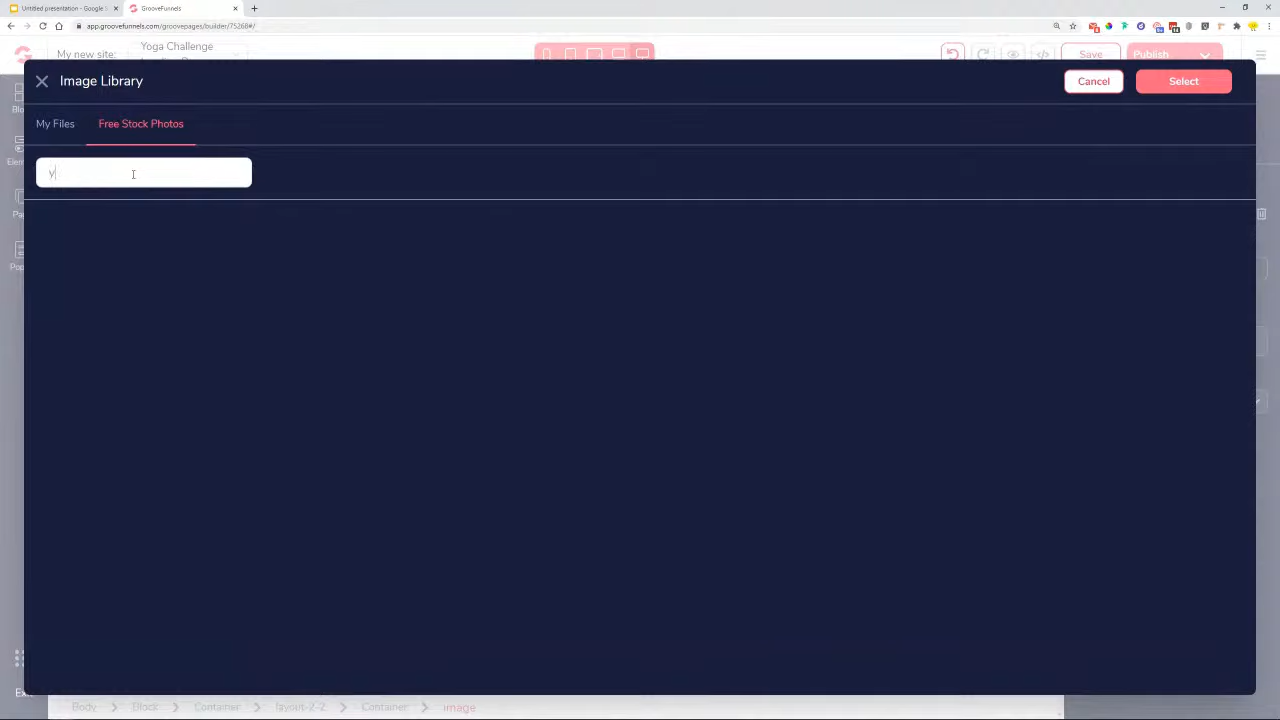 Untitled presentation - Google
GrooveFunnels
app.groovefunnels.com/groovepages/builder/75268#/
My new site:
Yoga Challenge
Save
Publish
Image Library
Cancel
Select
My Files
Free Stock Photos
y
Body
Block
Container
layout-2-2
Container
image